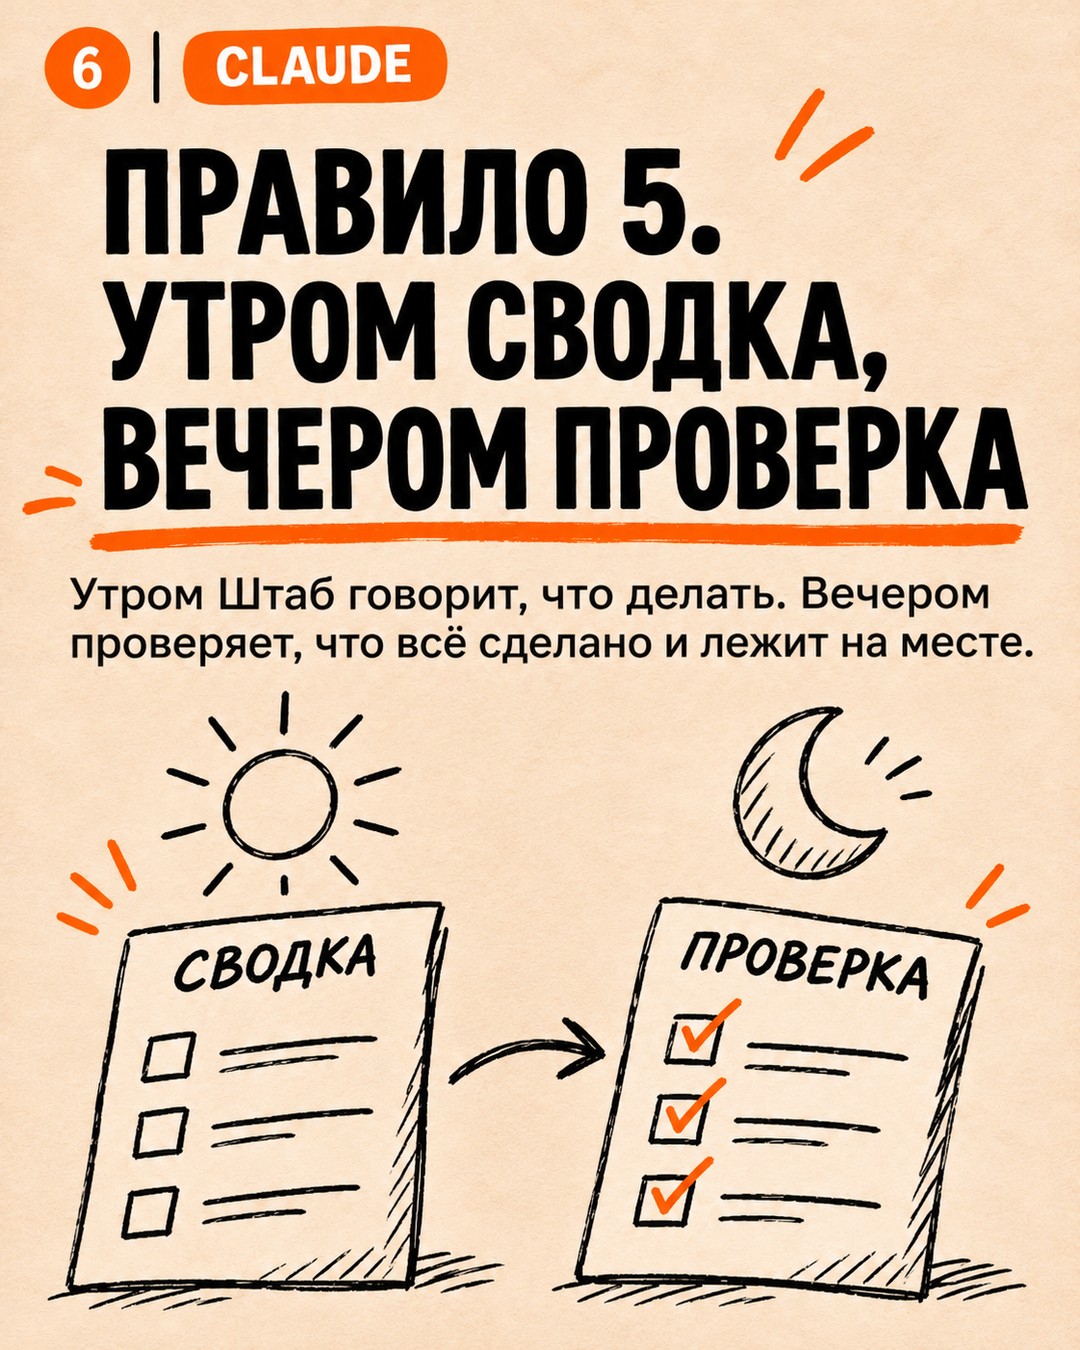 6 | CLAUDE
ПРАВИЛО 5.
УТРОМ СВОДКА,
ВЕЧЕРОМ ПРОВЕРКА
Утром Штаб говорит, что делать. Вечером
проверяет, что всё сделано и лежит на месте.
СВОДКА
ПРОВЕРКА